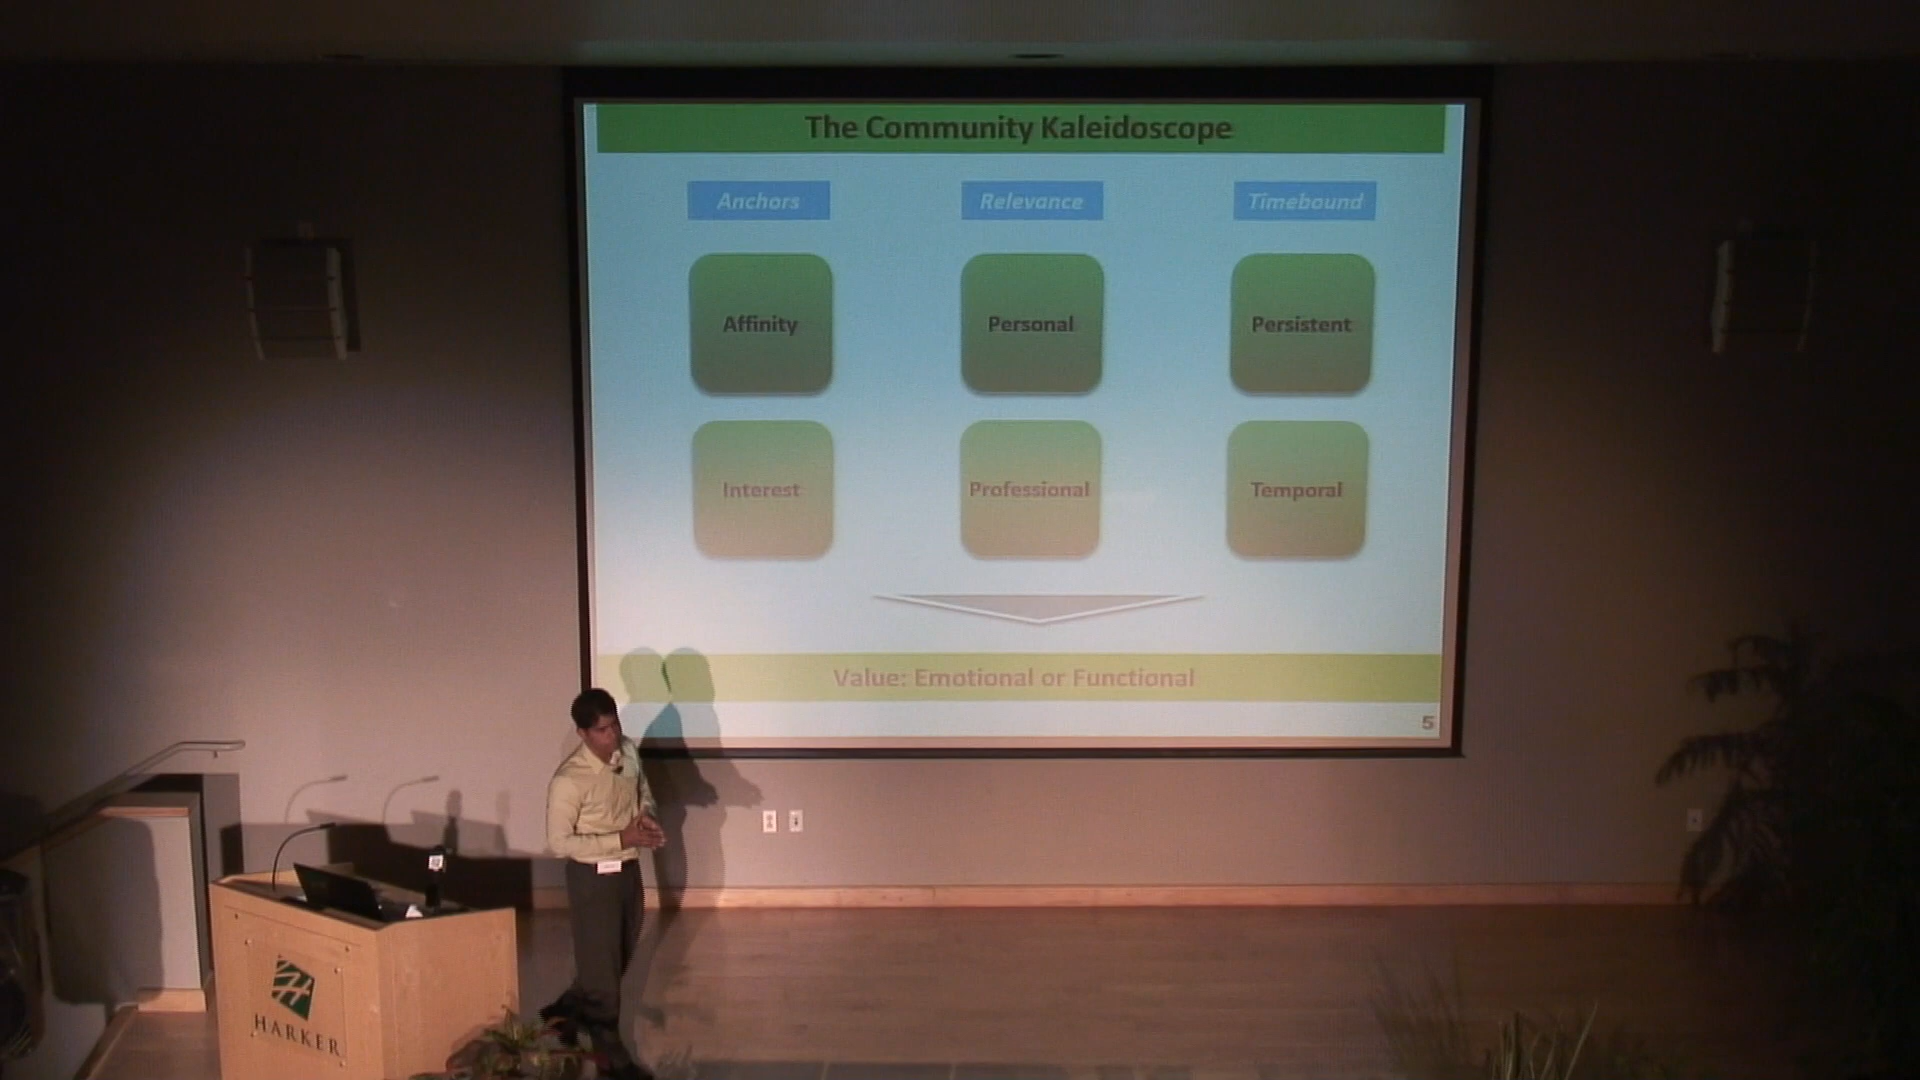 The Community Kaleidoscope
Anchors Relevance Timebound
Affinity Personal Persistent
Interest Professional Temporal
Value: Emotional or Functional
5
HARKER